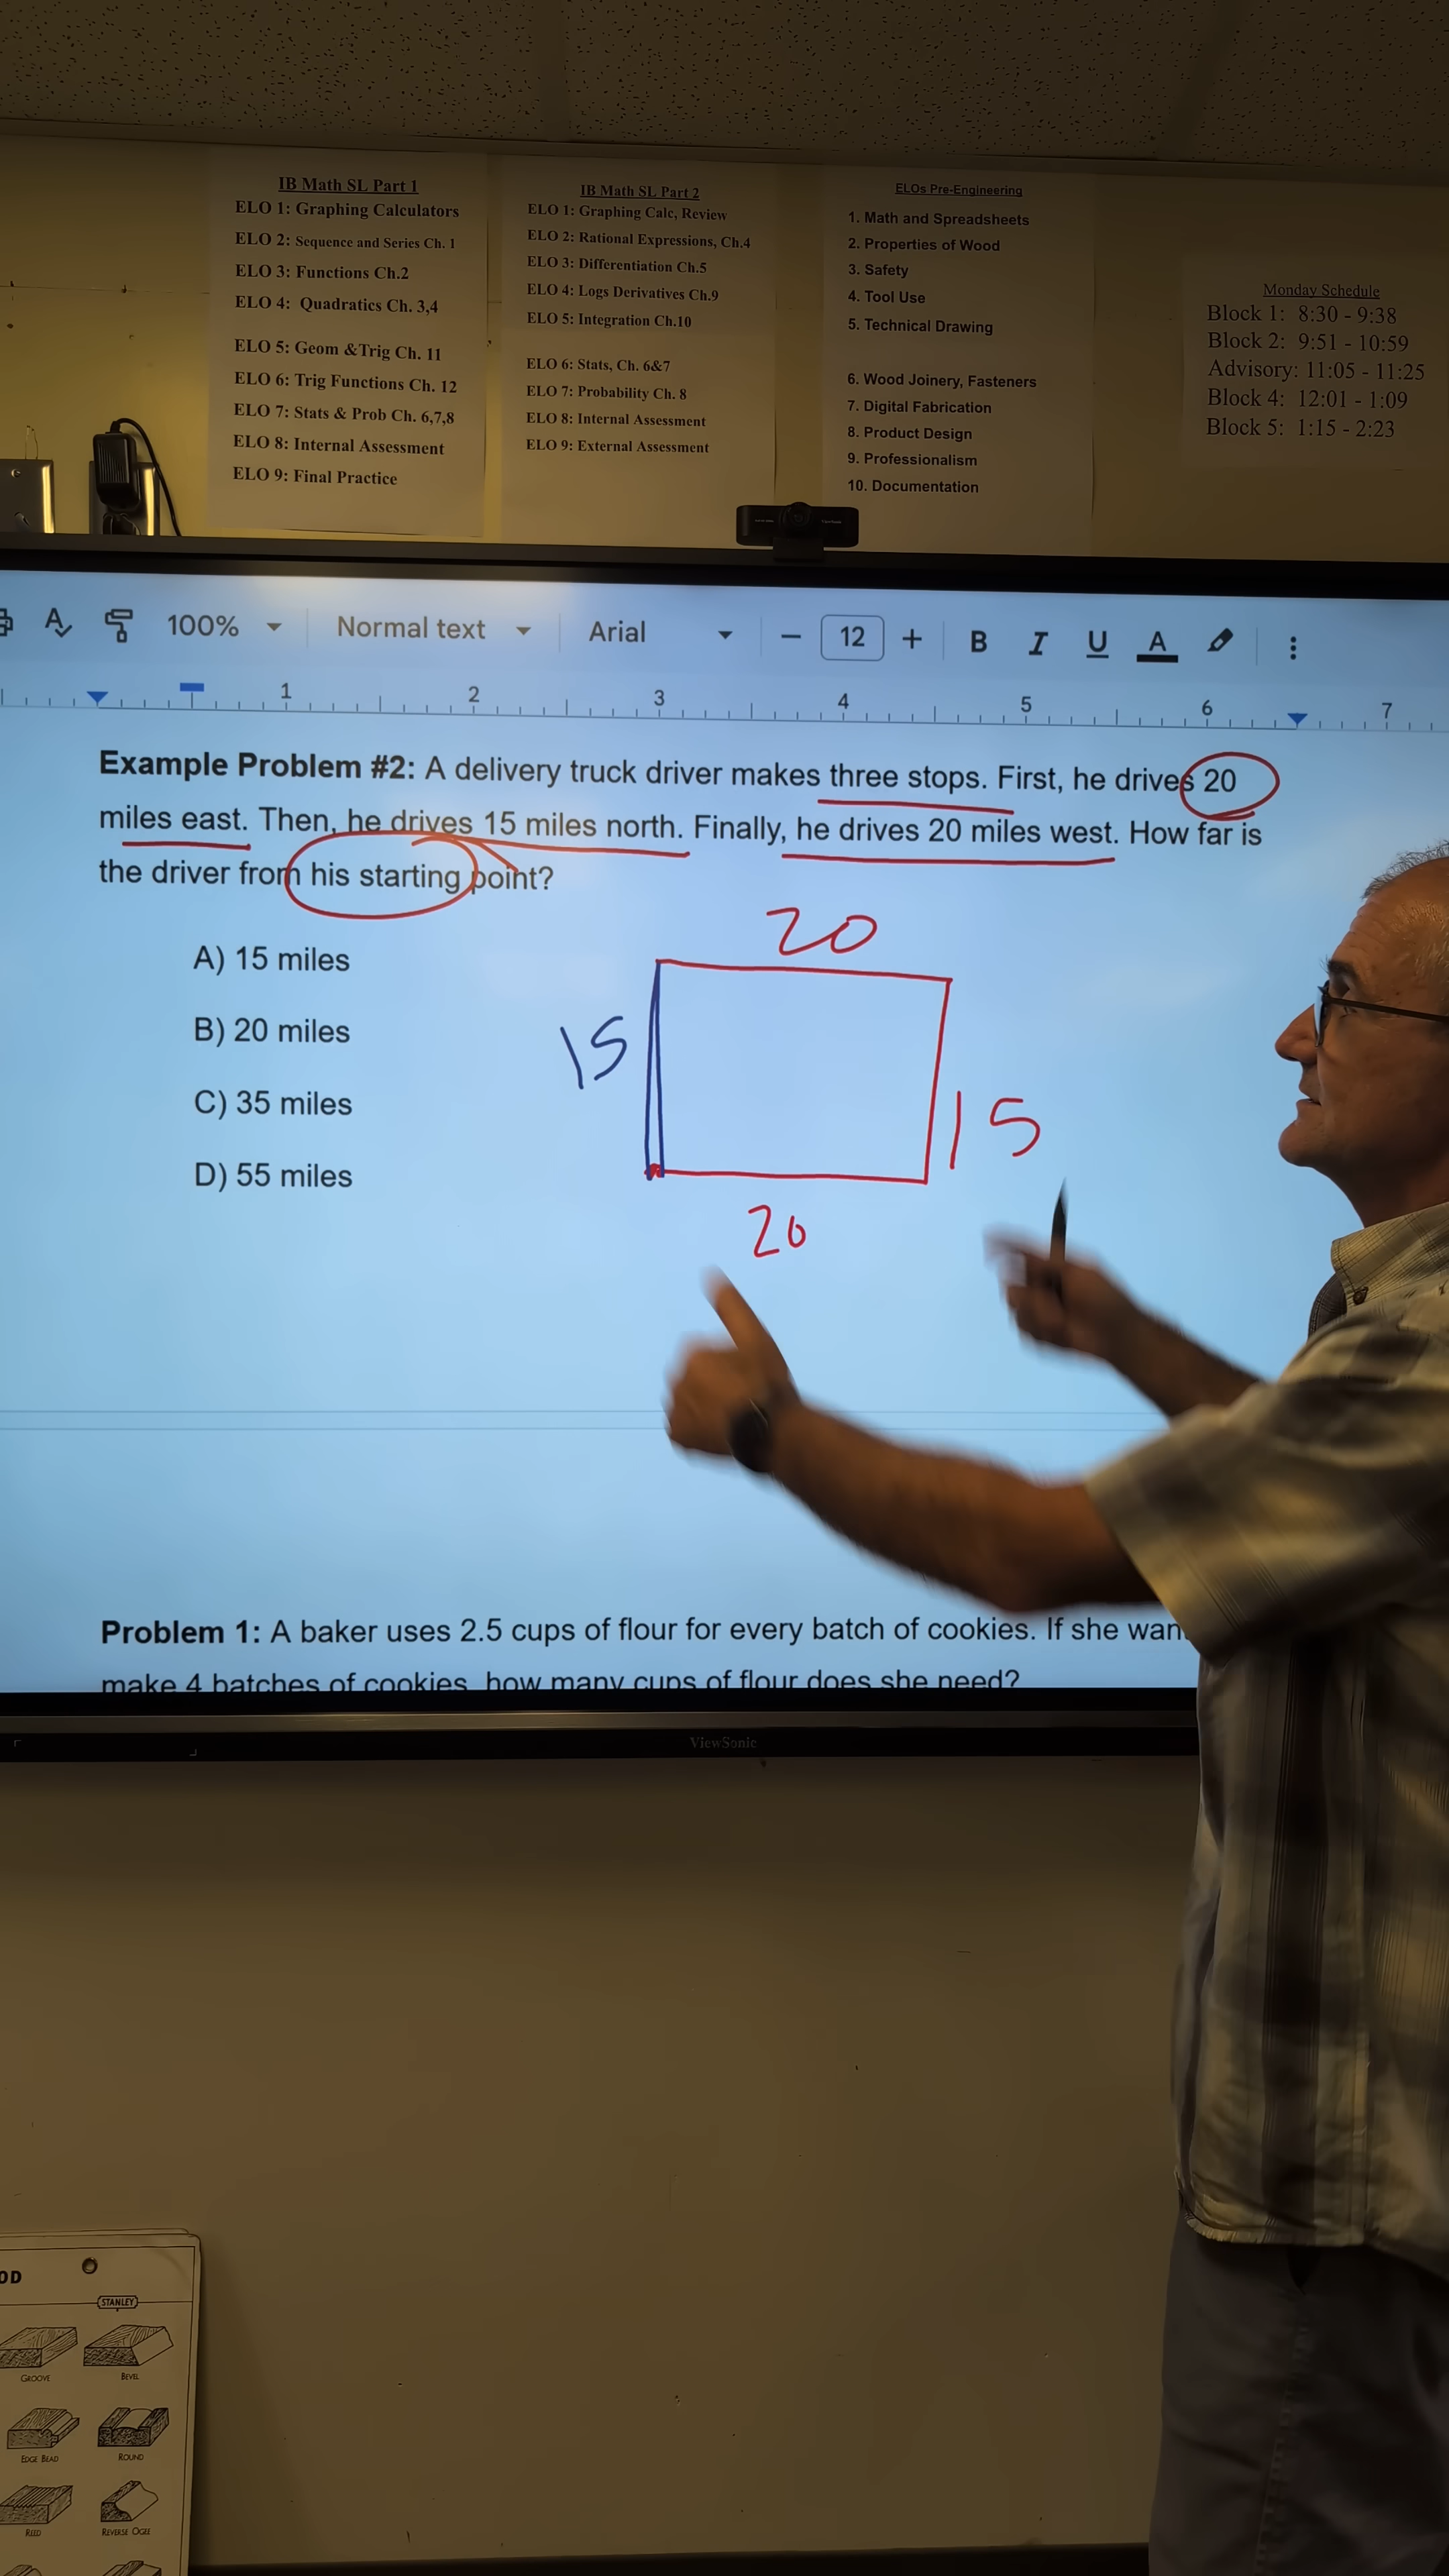 IB Math SL Part 1
ELO 1: Graphing Calculators
ELO 2: Sequence and Series Ch. 1
ELO 3: Functions Ch.2
ELO 4: Quadratics Ch. 3,4
ELO 5: Geom &Trig Ch. 11
ELO 6: Trig Functions Ch. 12
ELO 7: Stats & Prob Ch. 6,7,8
ELO 8: Internal Assessment
ELO 9: Final Practice
IB Math SL Part 2
ELO 1: Graphing Calc, Review
ELO 2: Rational Expressions, Ch.4
ELO 3: Differentiation Ch.5
ELO 4: Logs Derivatives Ch.9
ELO 5: Integration Ch.10
ELO 6: Stats, Ch. 6&7
ELO 7: Probability Ch. 8
ELO 8: Internal Assessment
ELO 9: External Assessment
ELOs Pre-Engineering
1. Math and Spreadsheets
2. Properties of Wood
3. Safety
4. Tool Use
5. Technical Drawing
6. Wood Joinery, Fasteners
7. Digital Fabrication
8. Product Design
9. Professionalism
10. Documentation
Monday Schedule
Block 1: 8:30 - 9:38
Block 2: 9:51 - 10:59
Advisory: 11:05 - 11:25
Block 4: 12:01 - 1:09
Block 5: 1:15 - 2:23
100% Normal text Arial − 12 + B I U A
1 2 3 4 5 6 7
Example Problem #2: A delivery truck driver makes three stops. First, he drives 20
miles east. Then, he drives 15 miles north. Finally, he drives 20 miles west. How far is
the driver from his starting point?
A) 15 miles
B) 20 miles
C) 35 miles
D) 55 miles
20
15
15
20
Problem 1: A baker uses 2.5 cups of flour for every batch of cookies. If she wan
make 4 batches of cookies, how many cups of flour does she need?
ViewSonic
OD
STANLEY
GROOVE
BEVEL
EDGE BEAD
ROUND
REED
REVERSE OGEE